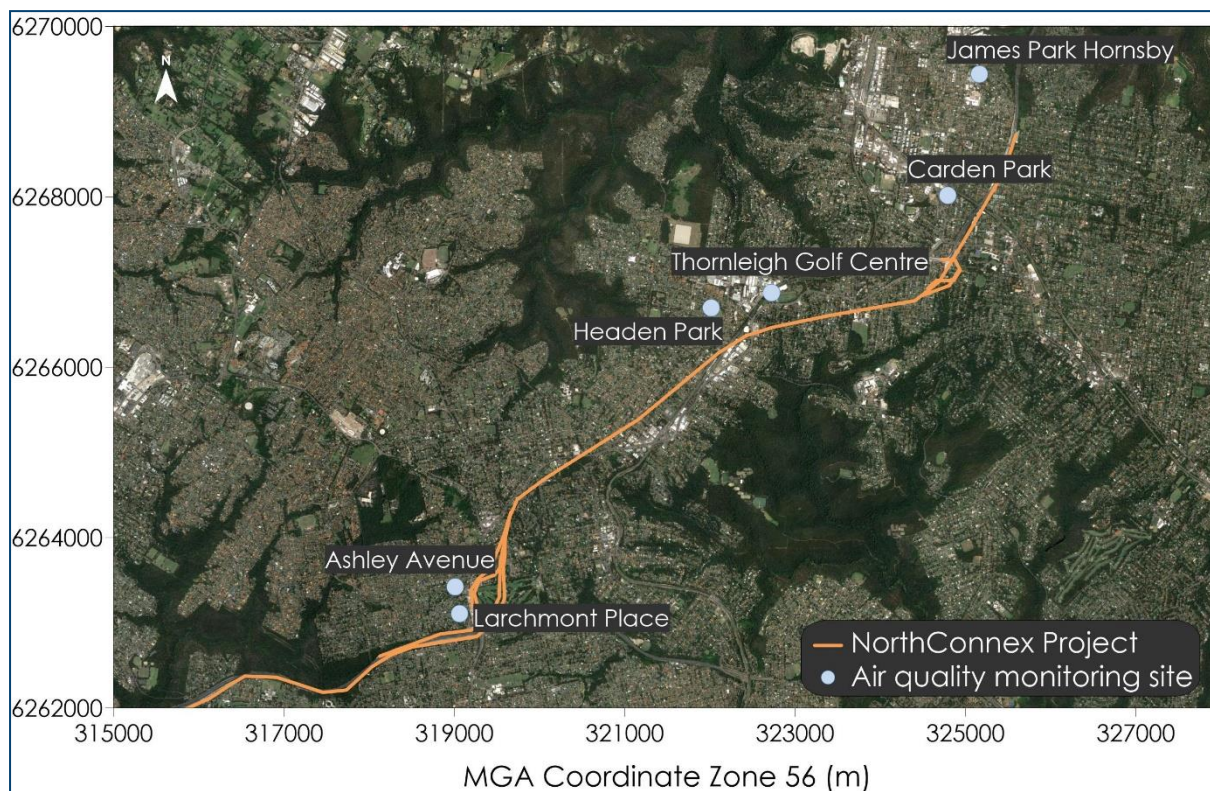 6270000
N
James Park Hornsby
Carden Park
6268000
Thornleigh Golf Centre
Headen Park
6266000
6264000
Ashley Avenue
Larchmont Place
NorthConnex Project
Air quality monitoring site
6262000
315000 317000 319000 321000 323000 325000 327000
MGA Coordinate Zone 56 (m)